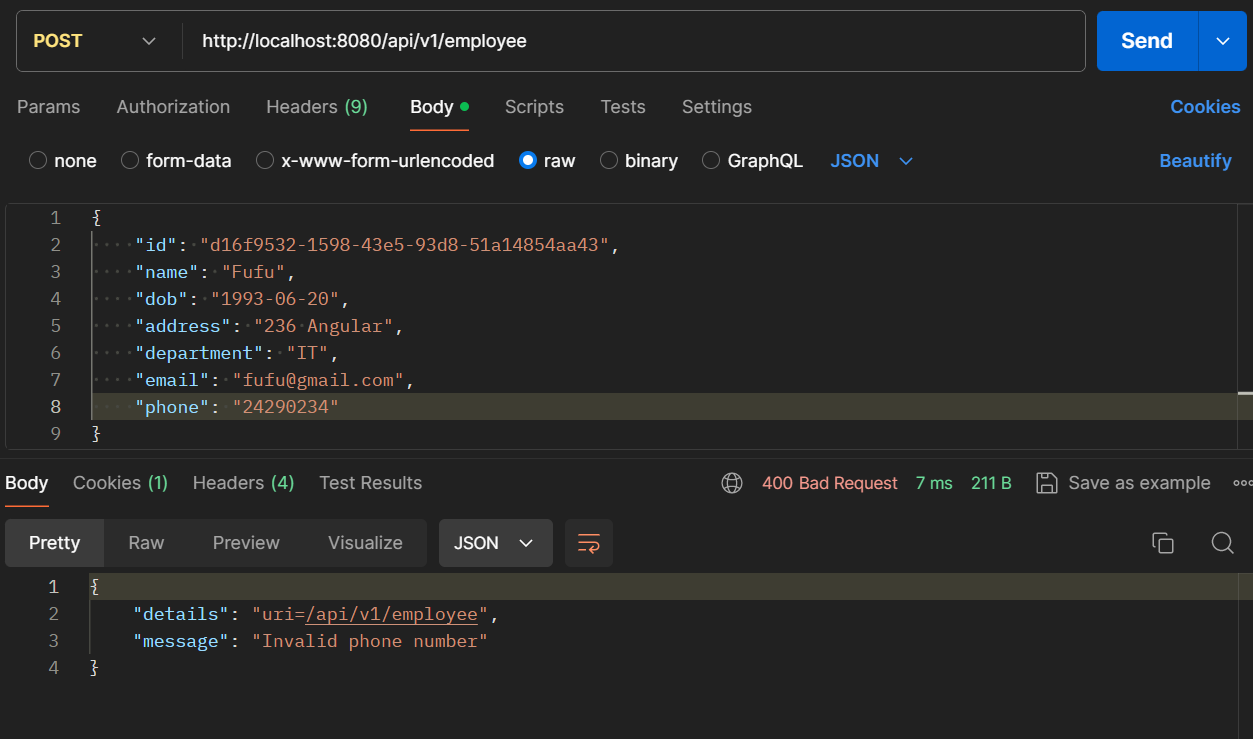 POST http://localhost:8080/api/v1/employee Send
Params Authorization Headers (9) Body Scripts Tests Settings Cookies
none form-data x-www-form-urlencoded raw binary GraphQL JSON Beautify
1 {
2 "id": "d16f9532-1598-43e5-93d8-51a14854aa43",
3 "name": "Fufu",
4 "dob": "1993-06-20",
5 "address": "236 Angular",
6 "department": "IT",
7 "email": "fufu@gmail.com",
8 "phone": "24290234"
9 }
Body Cookies (1) Headers (4) Test Results 400 Bad Request 7 ms 211 B Save as example
Pretty Raw Preview Visualize JSON
1 {
2 "details": "uri=/api/v1/employee",
3 "message": "Invalid phone number"
4 }